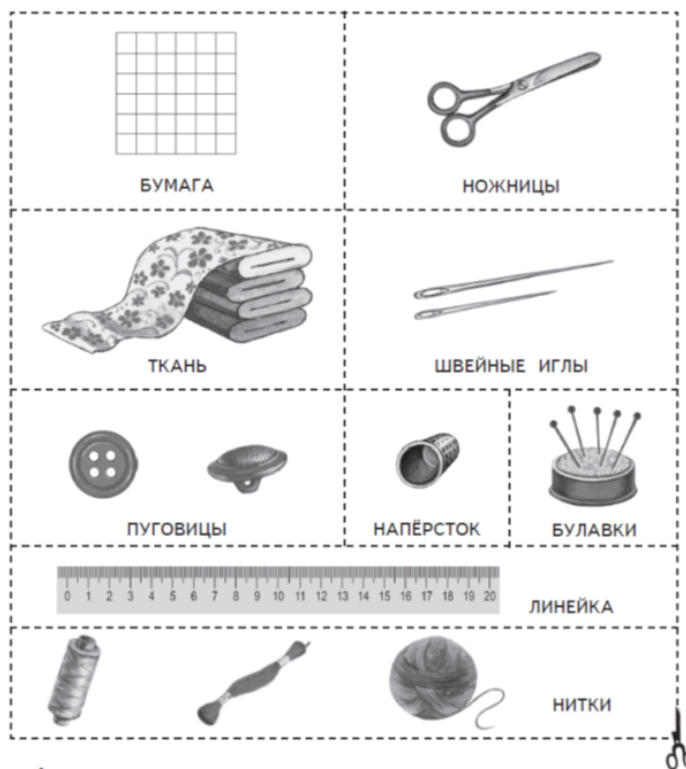 БУМАГА
НОЖНИЦЫ
ТКАНЬ
ШВЕЙНЫЕ ИГЛЫ
ПУГОВИЦЫ
НАПЁРСТОК
БУЛАВКИ
0 1 2 3 4 5 6 7 8 9 10 11 12 13 14 15 16 17 18 19 20
ЛИНЕЙКА
НИТКИ